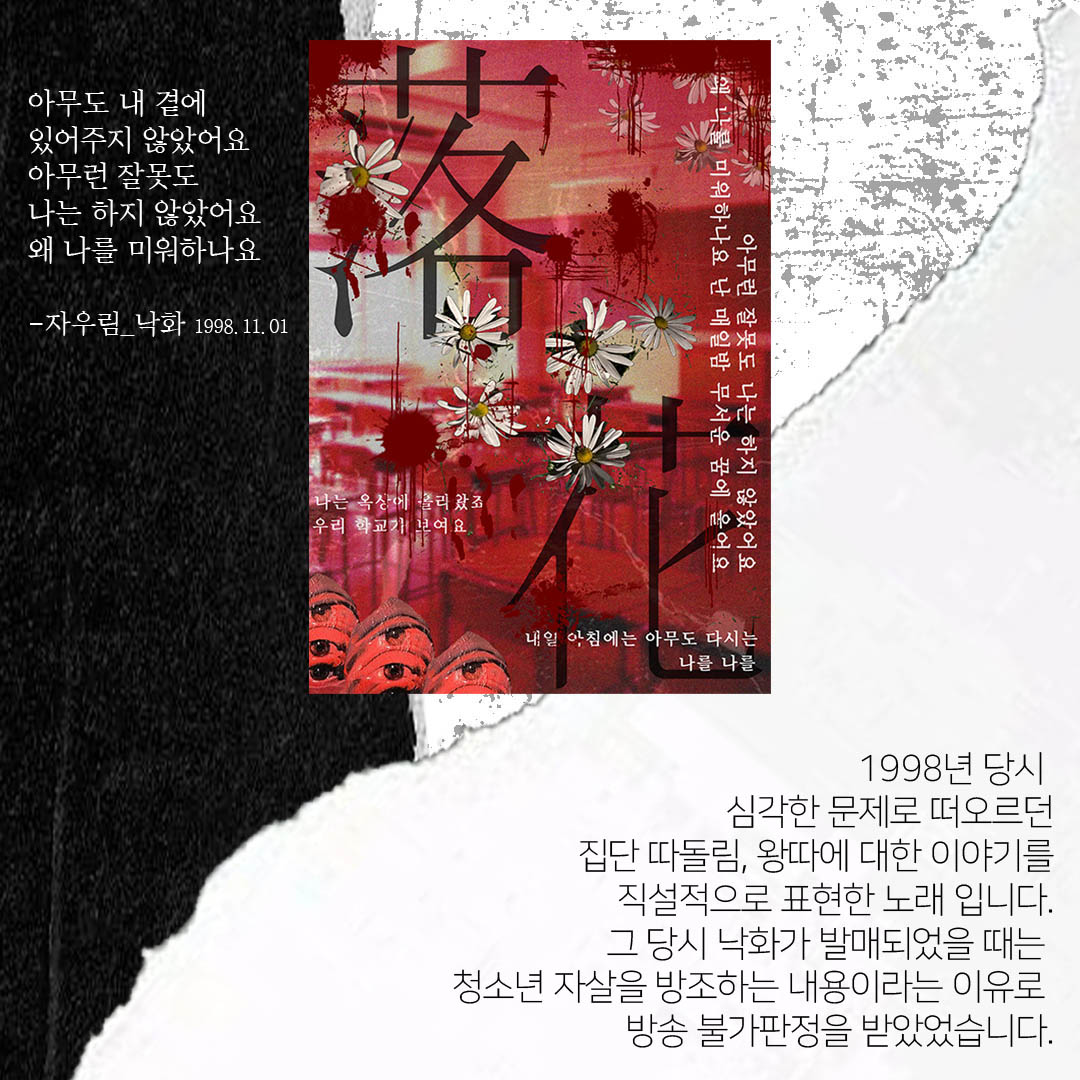 아무도 내 곁에
있어주지 않았어요
아무런 잘못도
나는 하지 않았어요
왜 나를 미워하나요
-자우림_낙화 1998.11.01
落
花
아무런 잘못도 나는 하지 않았어요
왜 나를 미워하나요 난 매일밤 무서운 꿈에 울어요
나는 옥상에 올라왔죠
우리 학교가 보여요
내일 아침에는 아무도 다시는
나를 나를
1998년 당시
심각한 문제로 떠오르던
집단 따돌림, 왕따에 대한 이야기를
직설적으로 표현한 노래 입니다.
그 당시 낙화가 발매되었을 때는
청소년 자살을 방조하는 내용이라는 이유로
방송 불가판정을 받았었습니다.